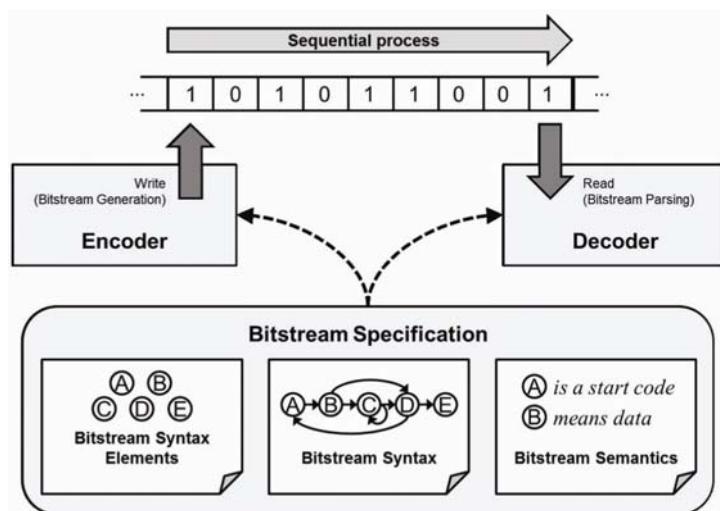 Sequential process
... 1 0 1 0 1 1 0 0 1 ...
Write
(Bitstream Generation)
Encoder
Read
(Bitstream Parsing)
Decoder
Bitstream Specification
A B
C D E
Bitstream Syntax
Elements
A B C D E
Bitstream Syntax
A is a start code
B means data
Bitstream Semantics